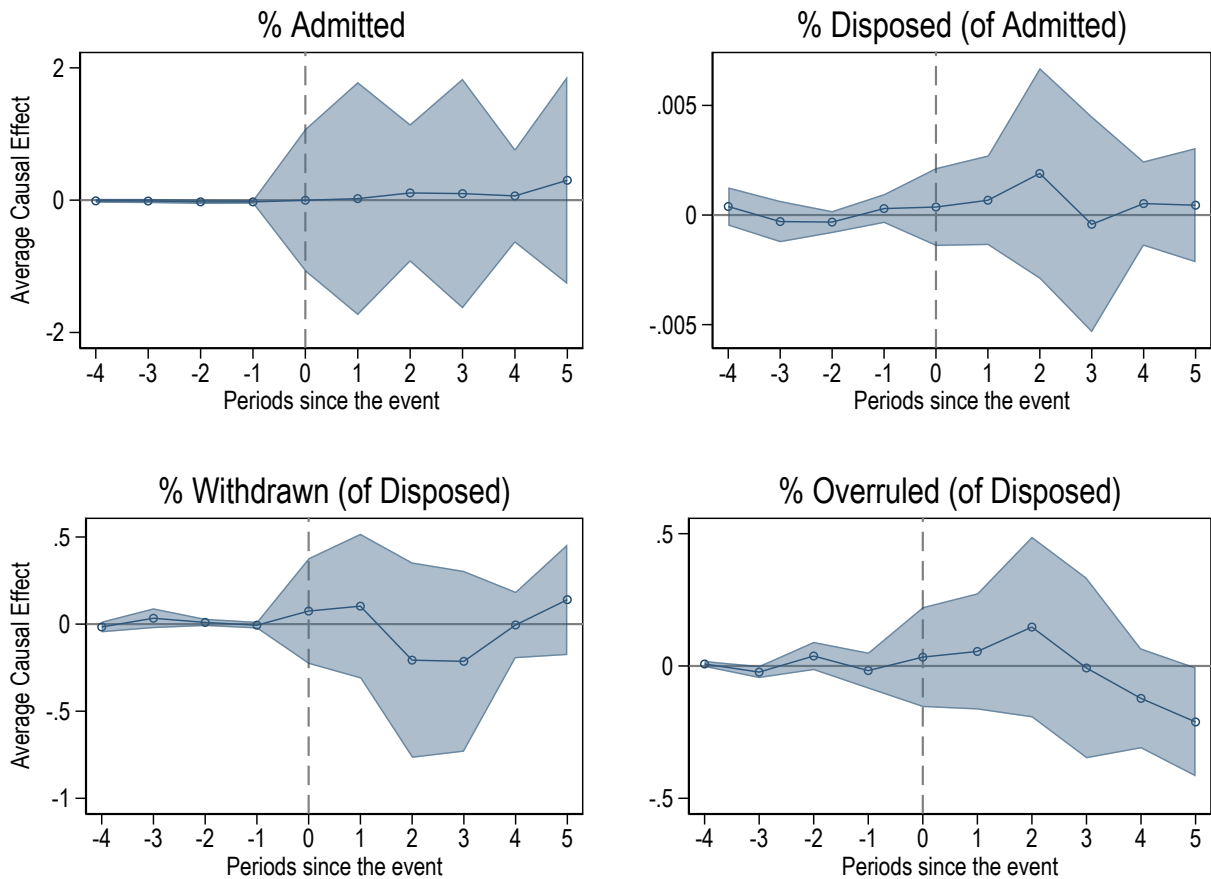 % Admitted
Average Causal Effect
2
0
-2
-4 -3 -2 -1 0 1 2 3 4 5
Periods since the event
% Disposed (of Admitted)
.005
0
-.005
-4 -3 -2 -1 0 1 2 3 4 5
Periods since the event
% Withdrawn (of Disposed)
Average Causal Effect
.5
0
-.5
-1
-4 -3 -2 -1 0 1 2 3 4 5
Periods since the event
% Overruled (of Disposed)
.5
0
-.5
-4 -3 -2 -1 0 1 2 3 4 5
Periods since the event